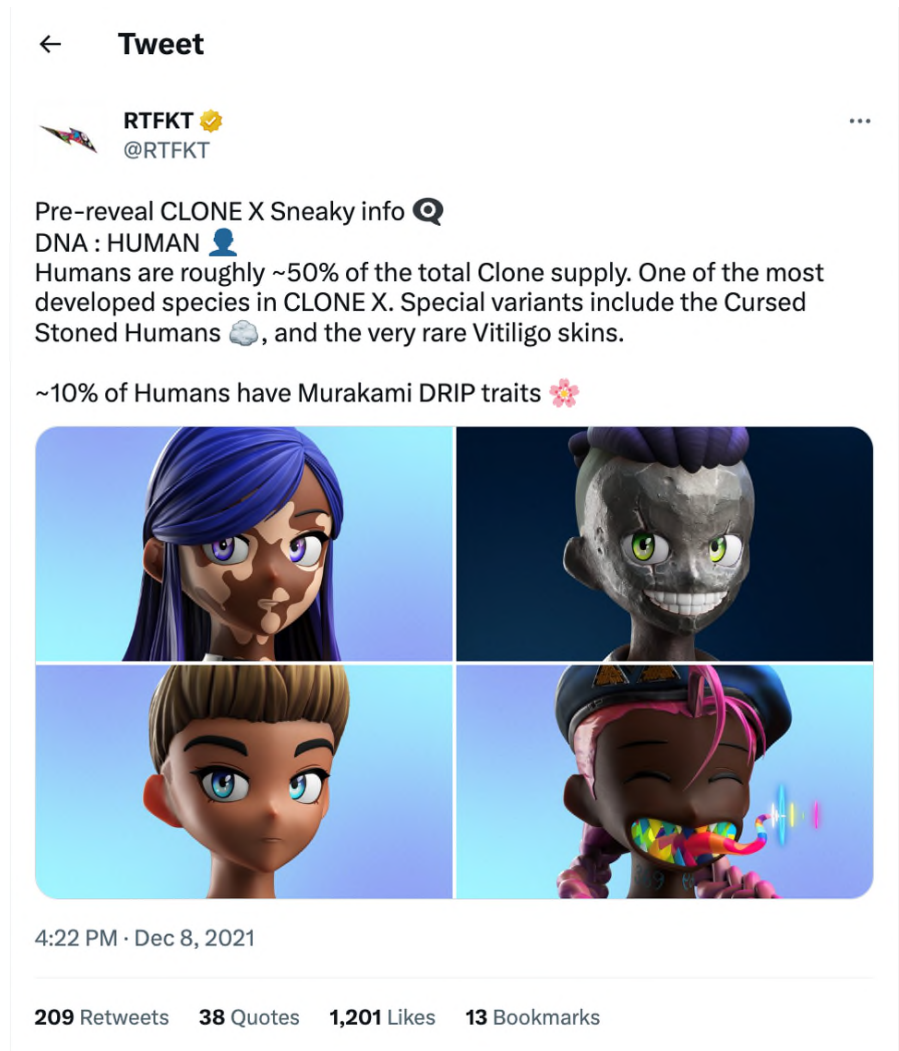 ← Tweet
RTFKT
@RTFKT
Pre-reveal CLONE X Sneaky info 👁‍🗨
DNA : HUMAN 👤
Humans are roughly ~50% of the total Clone supply. One of the most
developed species in CLONE X. Special variants include the Cursed
Stoned Humans 🪨, and the very rare Vitiligo skins.
~10% of Humans have Murakami DRIP traits 🌸
4:22 PM · Dec 8, 2021
209 Retweets 38 Quotes 1,201 Likes 13 Bookmarks